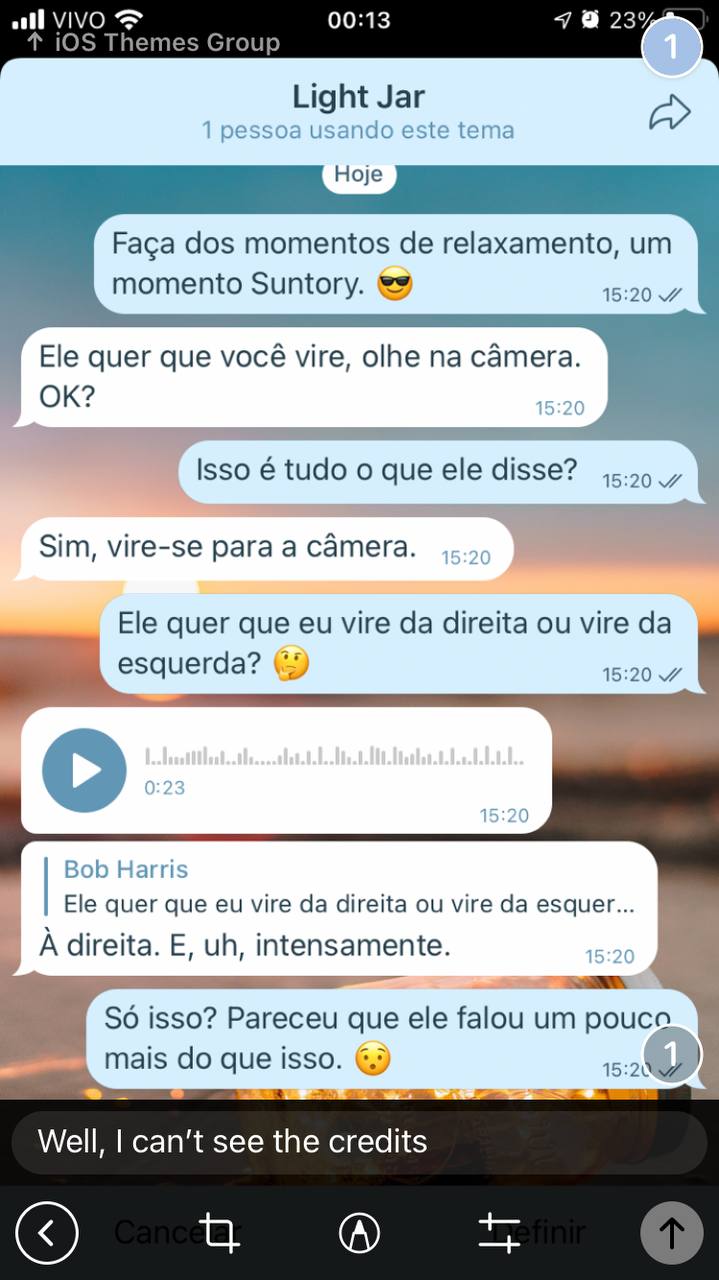 VIVO 00:13 23%
↑ iOS Themes Group
1
Light Jar
1 pessoa usando este tema
Hoje
Faça dos momentos de relaxamento, um
momento Suntory. 😎
15:20
Ele quer que você vire, olhe na câmera.
OK?
15:20
Isso é tudo o que ele disse? 15:20
Sim, vire-se para a câmera. 15:20
Ele quer que eu vire da direita ou vire da
esquerda? 🤔
15:20
0:23
15:20
Bob Harris
Ele quer que eu vire da direita ou vire da esquer...
À direita. E, uh, intensamente. 15:20
Só isso? Pareceu que ele falou um pouco
mais do que isso. 😯
15:20
1
Well, I can’t see the credits
Cancelar Definir